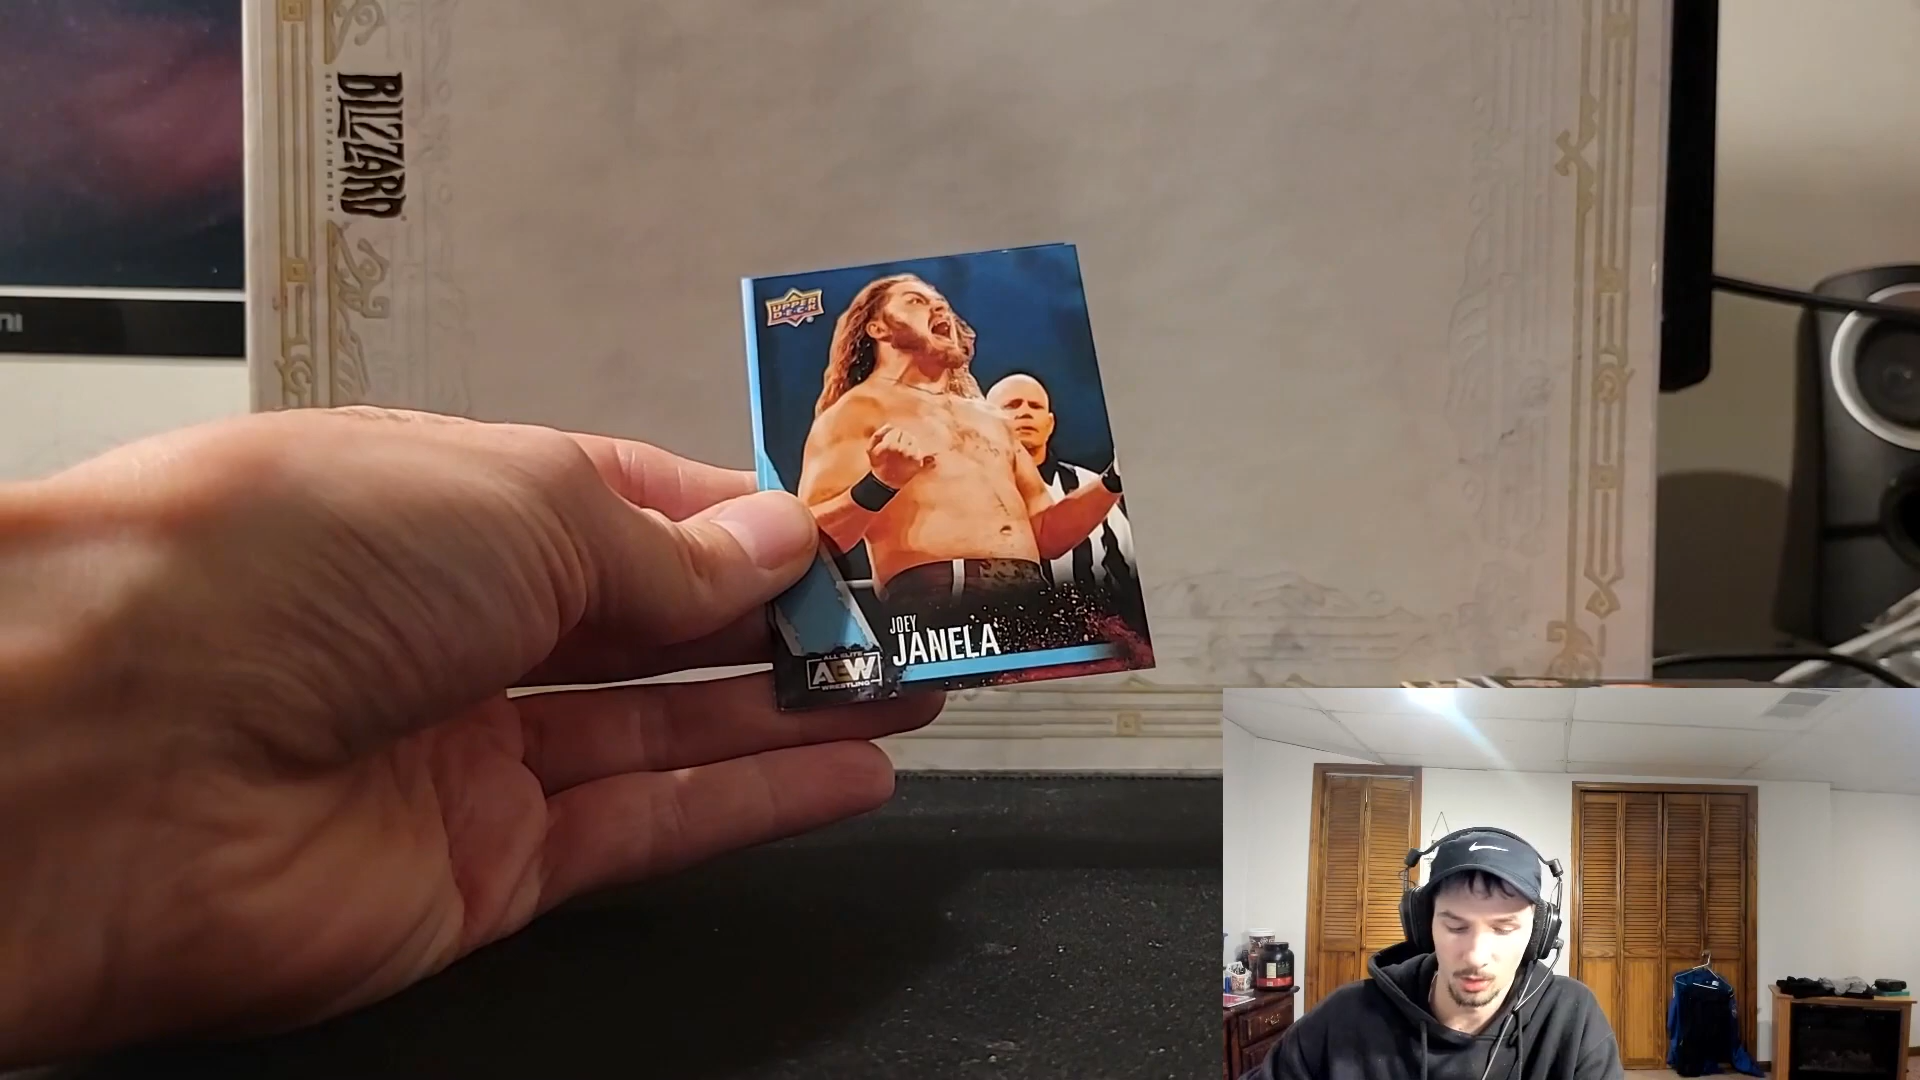 BLIZZARD
ENTERTAINMENT
UPPER
DECK
JOEY
JANELA
ALL ELITE
AEW
WRESTLING